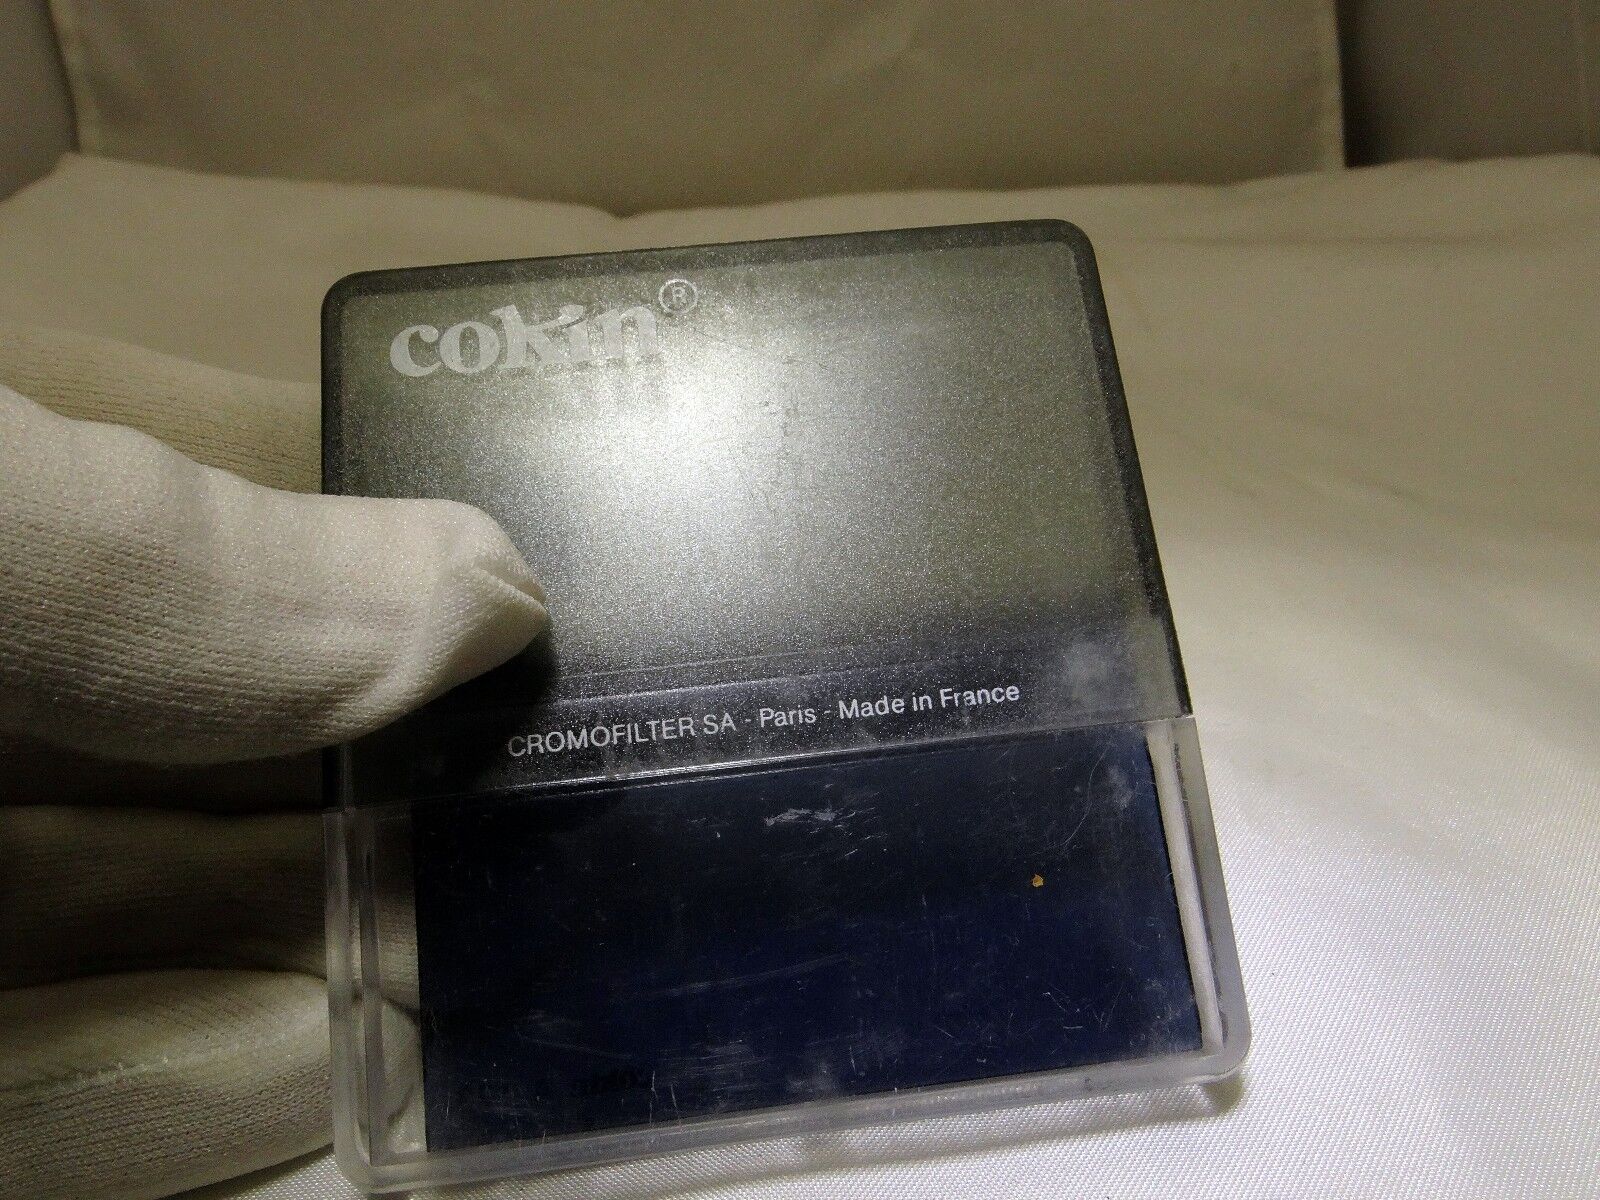 cokin®
CROMOFILTER SA - Paris - Made in France